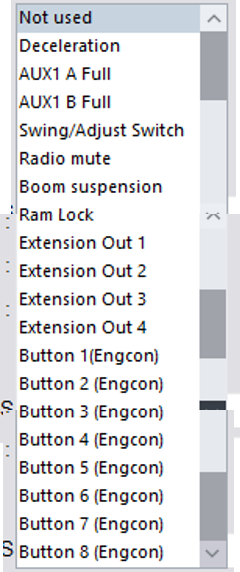 Not used
Deceleration
AUX1 A Full
AUX1 B Full
Swing/Adjust Switch
Radio mute
Boom suspension
Ram Lock
Extension Out 1
Extension Out 2
Extension Out 3
Extension Out 4
Button 1(Engcon)
Button 2 (Engcon)
Button 3 (Engcon)
Button 4 (Engcon)
Button 5 (Engcon)
Button 6 (Engcon)
Button 7 (Engcon)
Button 8 (Engcon)